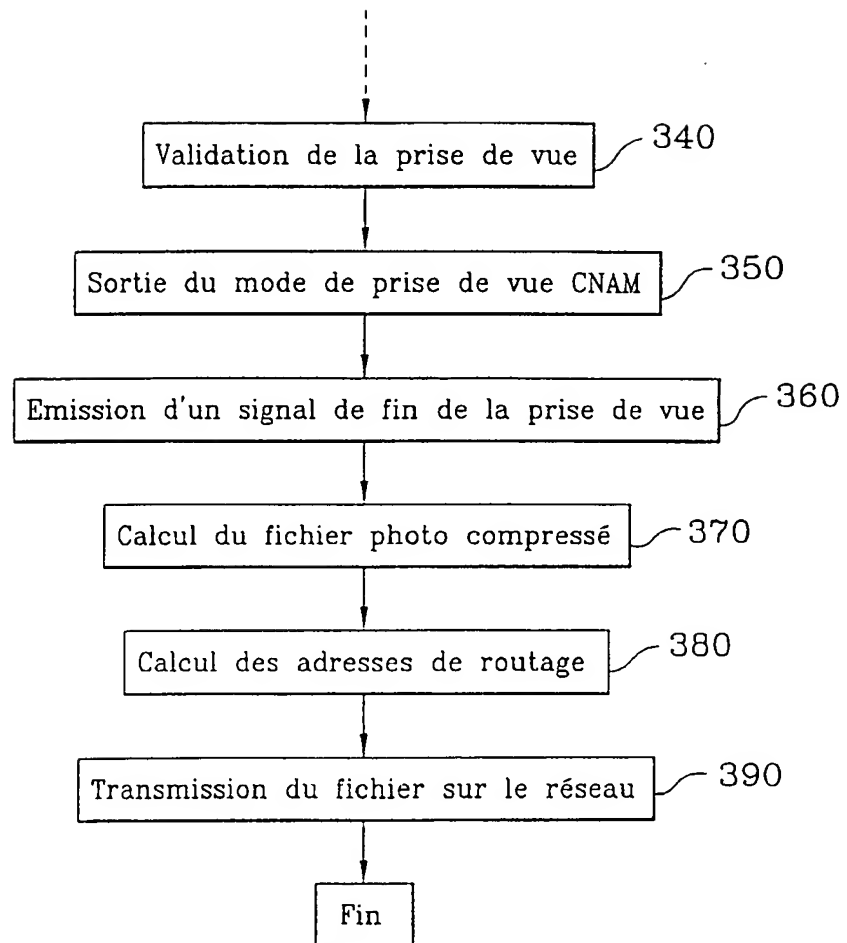 Validation de la prise de vue
340
Sortie du mode de prise de vue CNAM
350
Emission d'un signal de fin de la prise de vue
360
Calcul du fichier photo compressé
370
Calcul des adresses de routage
380
Transmission du fichier sur le réseau
390
Fin